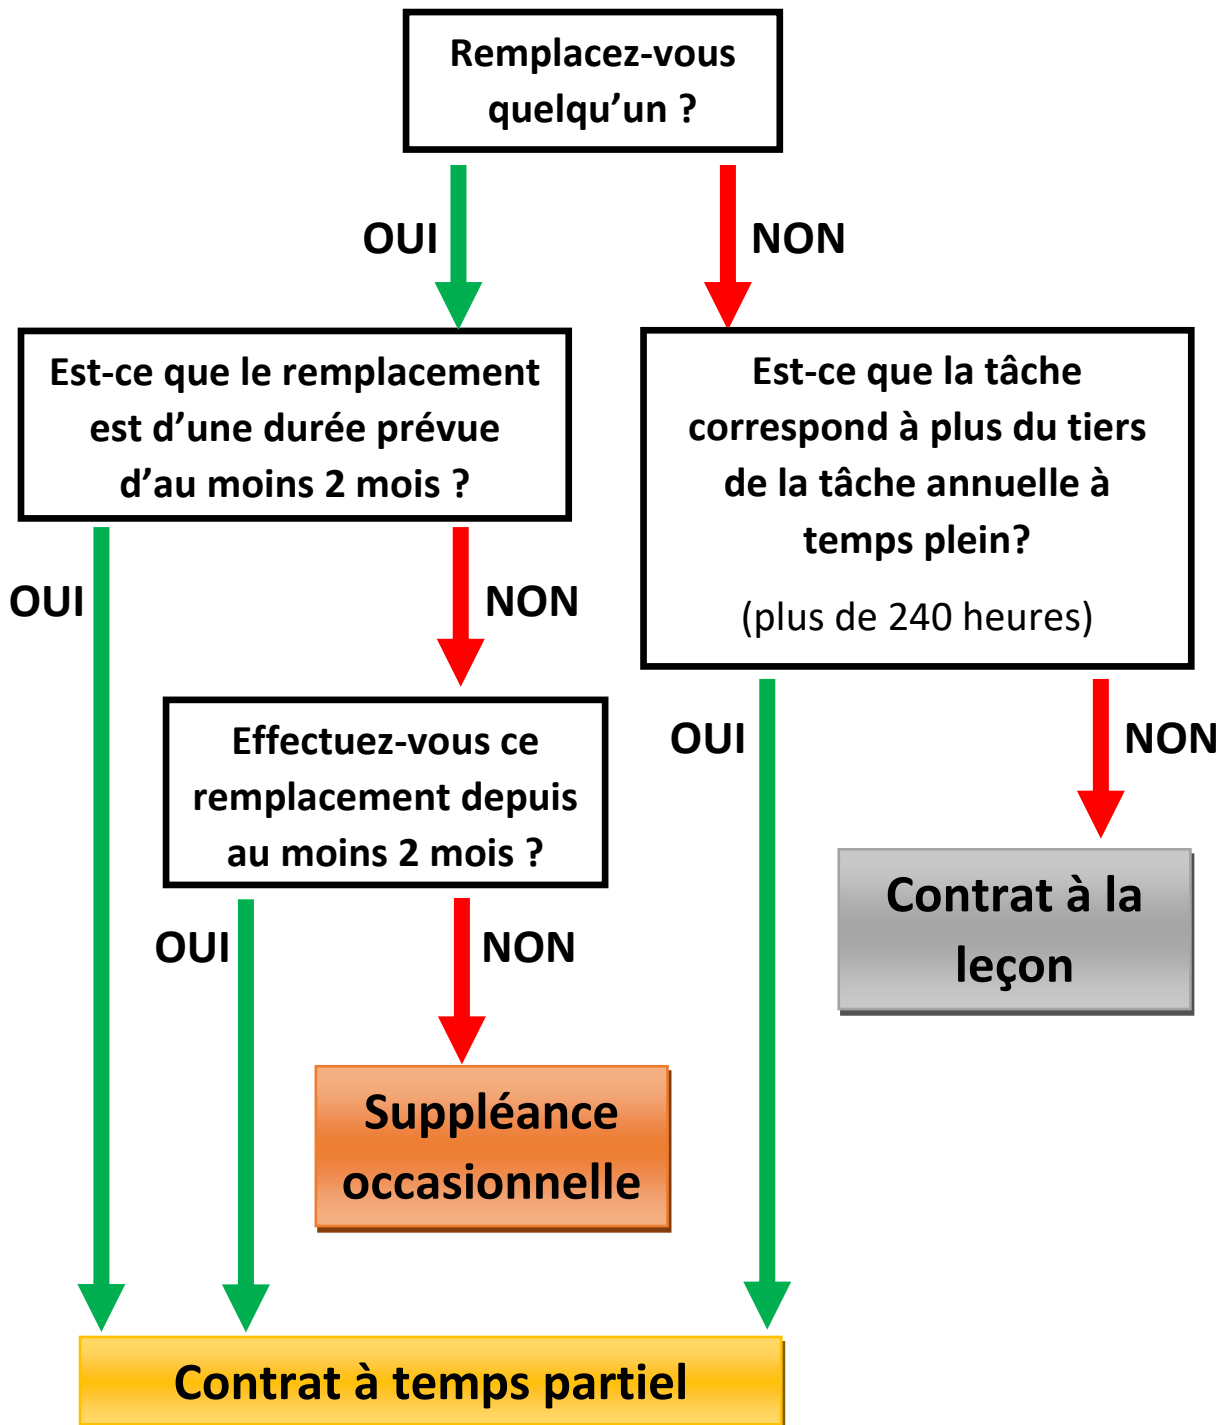 Remplacez-vous
quelqu’un ?
OUI
NON
Est-ce que le remplacement
est d’une durée prévue
d’au moins 2 mois ?
Est-ce que la tâche
correspond à plus du tiers
de la tâche annuelle à
temps plein?
(plus de 240 heures)
OUI
NON
Effectuez-vous ce
remplacement depuis
au moins 2 mois ?
OUI
NON
Contrat à la
leçon
OUI
NON
Suppléance
occasionnelle
Contrat à temps partiel